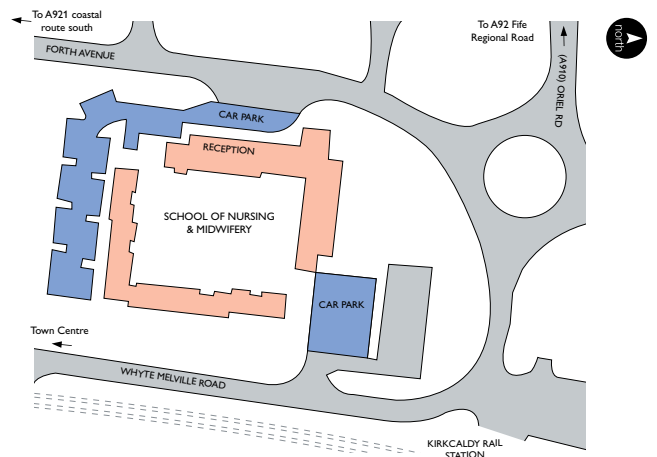 To A921 coastal
route south
To A92 Fife
Regional Road
north
FORTH AVENUE
(A910) ORIEL RD
CAR PARK
RECEPTION
SCHOOL OF NURSING
& MIDWIFERY
CAR PARK
Town Centre
WHYTE MELVILLE ROAD
KIRKCALDY RAIL
STATION